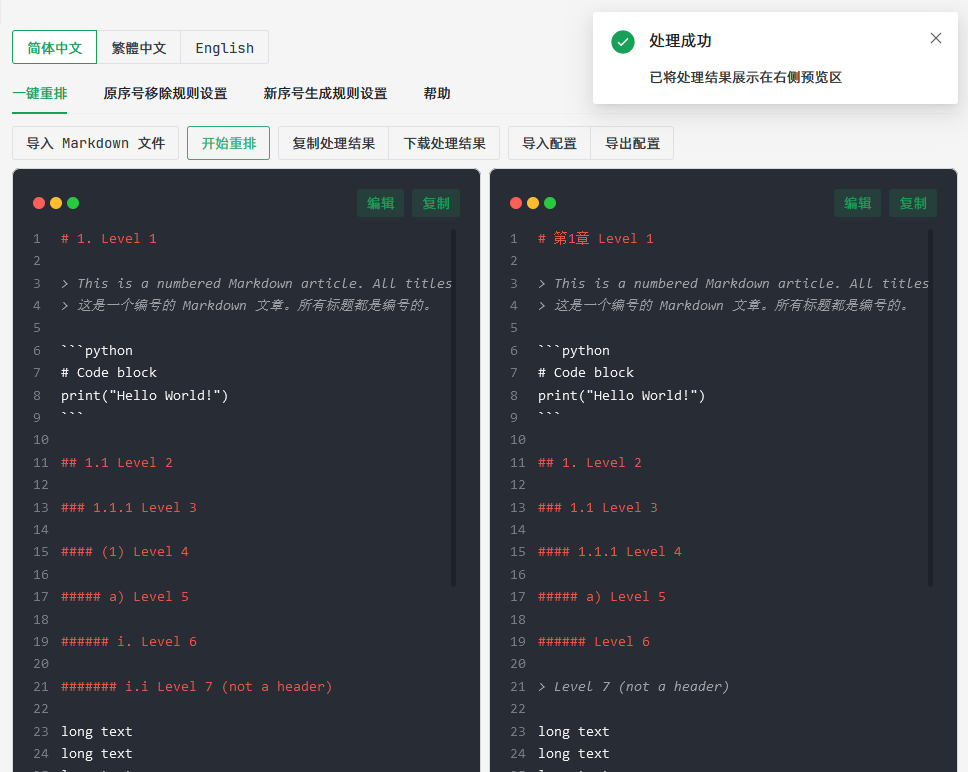 简体中文 繁體中文 English
处理成功
已将处理结果展示在右侧预览区
一键重排 原序号移除规则设置 新序号生成规则设置 帮助
导入 Markdown 文件 开始重排 复制处理结果 下载处理结果 导入配置 导出配置
编辑 复制
1 # 1. Level 1
2
3 > This is a numbered Markdown article. All titles
4 > 这是一个编号的 Markdown 文章。所有标题都是编号的。
5
6 ```python
7 # Code block
8 print("Hello World!")
9 ```
10
11 ## 1.1 Level 2
12
13 ### 1.1.1 Level 3
14
15 #### (1) Level 4
16
17 ##### a) Level 5
18
19 ###### i. Level 6
20
21 ####### i.i Level 7 (not a header)
22
23 long text
24 long text
编辑 复制
1 # 第1章 Level 1
2
3 > This is a numbered Markdown article. All titles
4 > 这是一个编号的 Markdown 文章。所有标题都是编号的。
5
6 ```python
7 # Code block
8 print("Hello World!")
9 ```
10
11 ## 1. Level 2
12
13 ### 1.1 Level 3
14
15 #### 1.1.1 Level 4
16
17 ##### a) Level 5
18
19 ###### Level 6
20
21 > Level 7 (not a header)
22
23 long text
24 long text